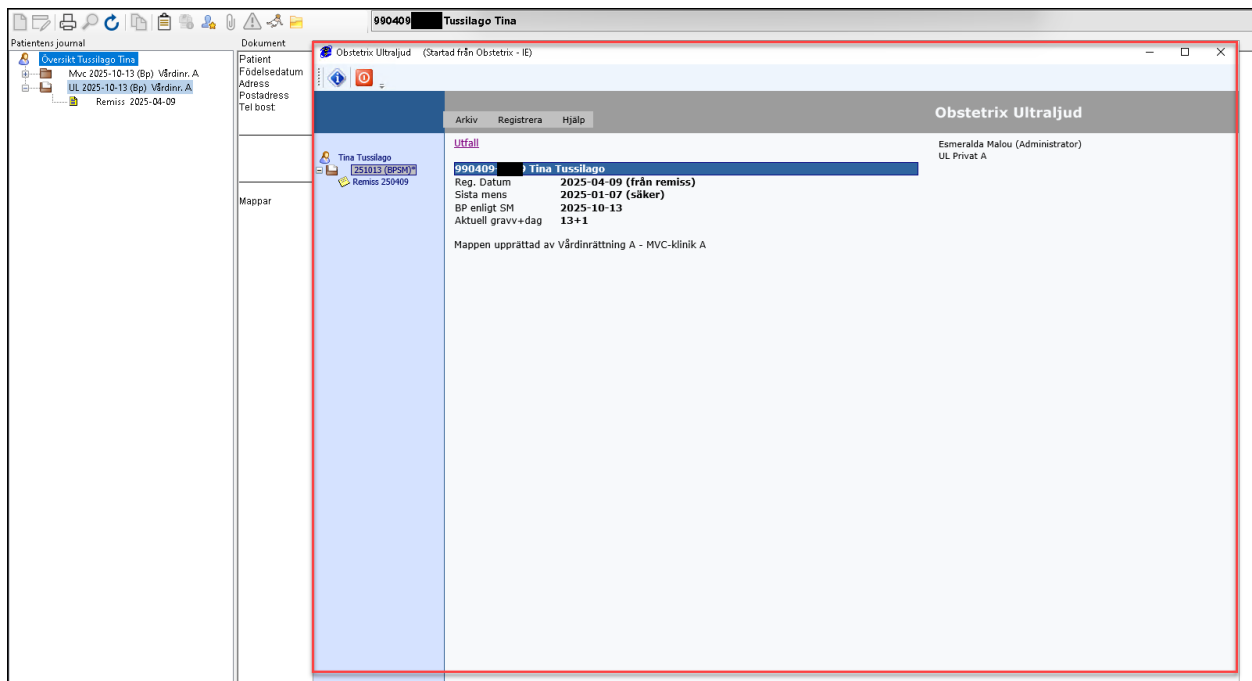 990409 Tussilago Tina
Patientens journal
Översikt Tussilago Tina
Mvc 2025-10-13 (Bp) Vårdinr. A
UL 2025-10-13 (Bp) Vårdinr. A
Remiss 2025-04-09
Dokument
Patient
Födelsedatum
Adress
Postadress
Tel bost:
Mappar
Obstetrix Ultraljud (Startad från Obstetrix - IE)
Arkiv Registrera Hjälp
Obstetrix Ultraljud
Tina Tussilago
251013 (BPSM)*
Remiss 250409
Utfall
Esmeralda Malou (Administrator)
UL Privat A
990409- Tina Tussilago
Reg. Datum 2025-04-09 (från remiss)
Sista mens 2025-01-07 (säker)
BP enligt SM 2025-10-13
Aktuell gravv+dag 13+1
Mappen upprättad av Vårdinrättning A - MVC-klinik A